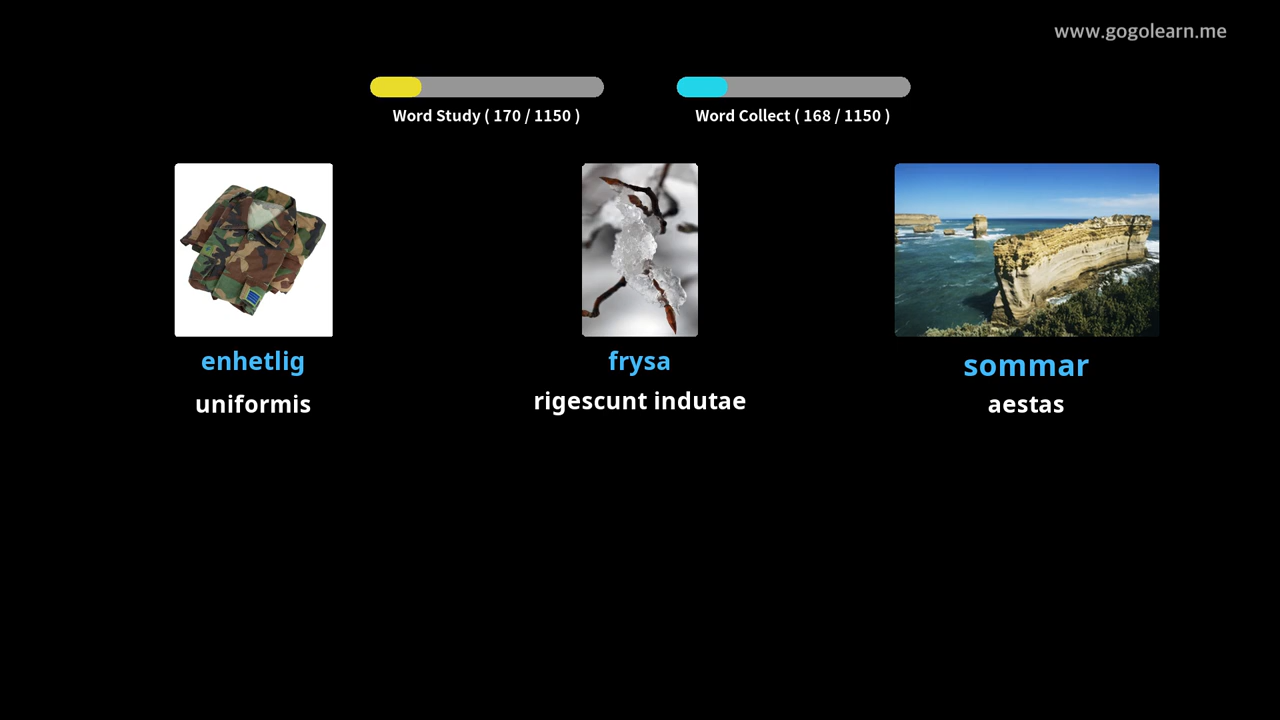 www.gogolearn.me
Word Study ( 170 / 1150 )
Word Collect ( 168 / 1150 )
enhetlig
uniformis
frysa
rigescunt indutae
sommar
aestas